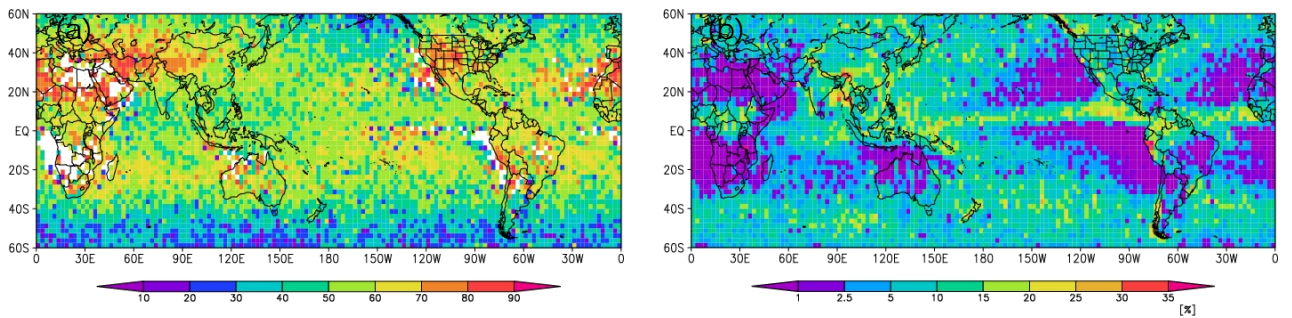 (a)
60N
40N
20N
EQ
20S
40S
60S
0 30E 60E 90E 120E 150E 180 150W 120W 90W 60W 30W 0
10 20 30 40 50 60 70 80 90
(b)
60N
40N
20N
EQ
20S
40S
60S
0 30E 60E 90E 120E 150E 180 150W 120W 90W 60W 30W 0
1 2.5 5 10 15 20 25 30 35
[%]